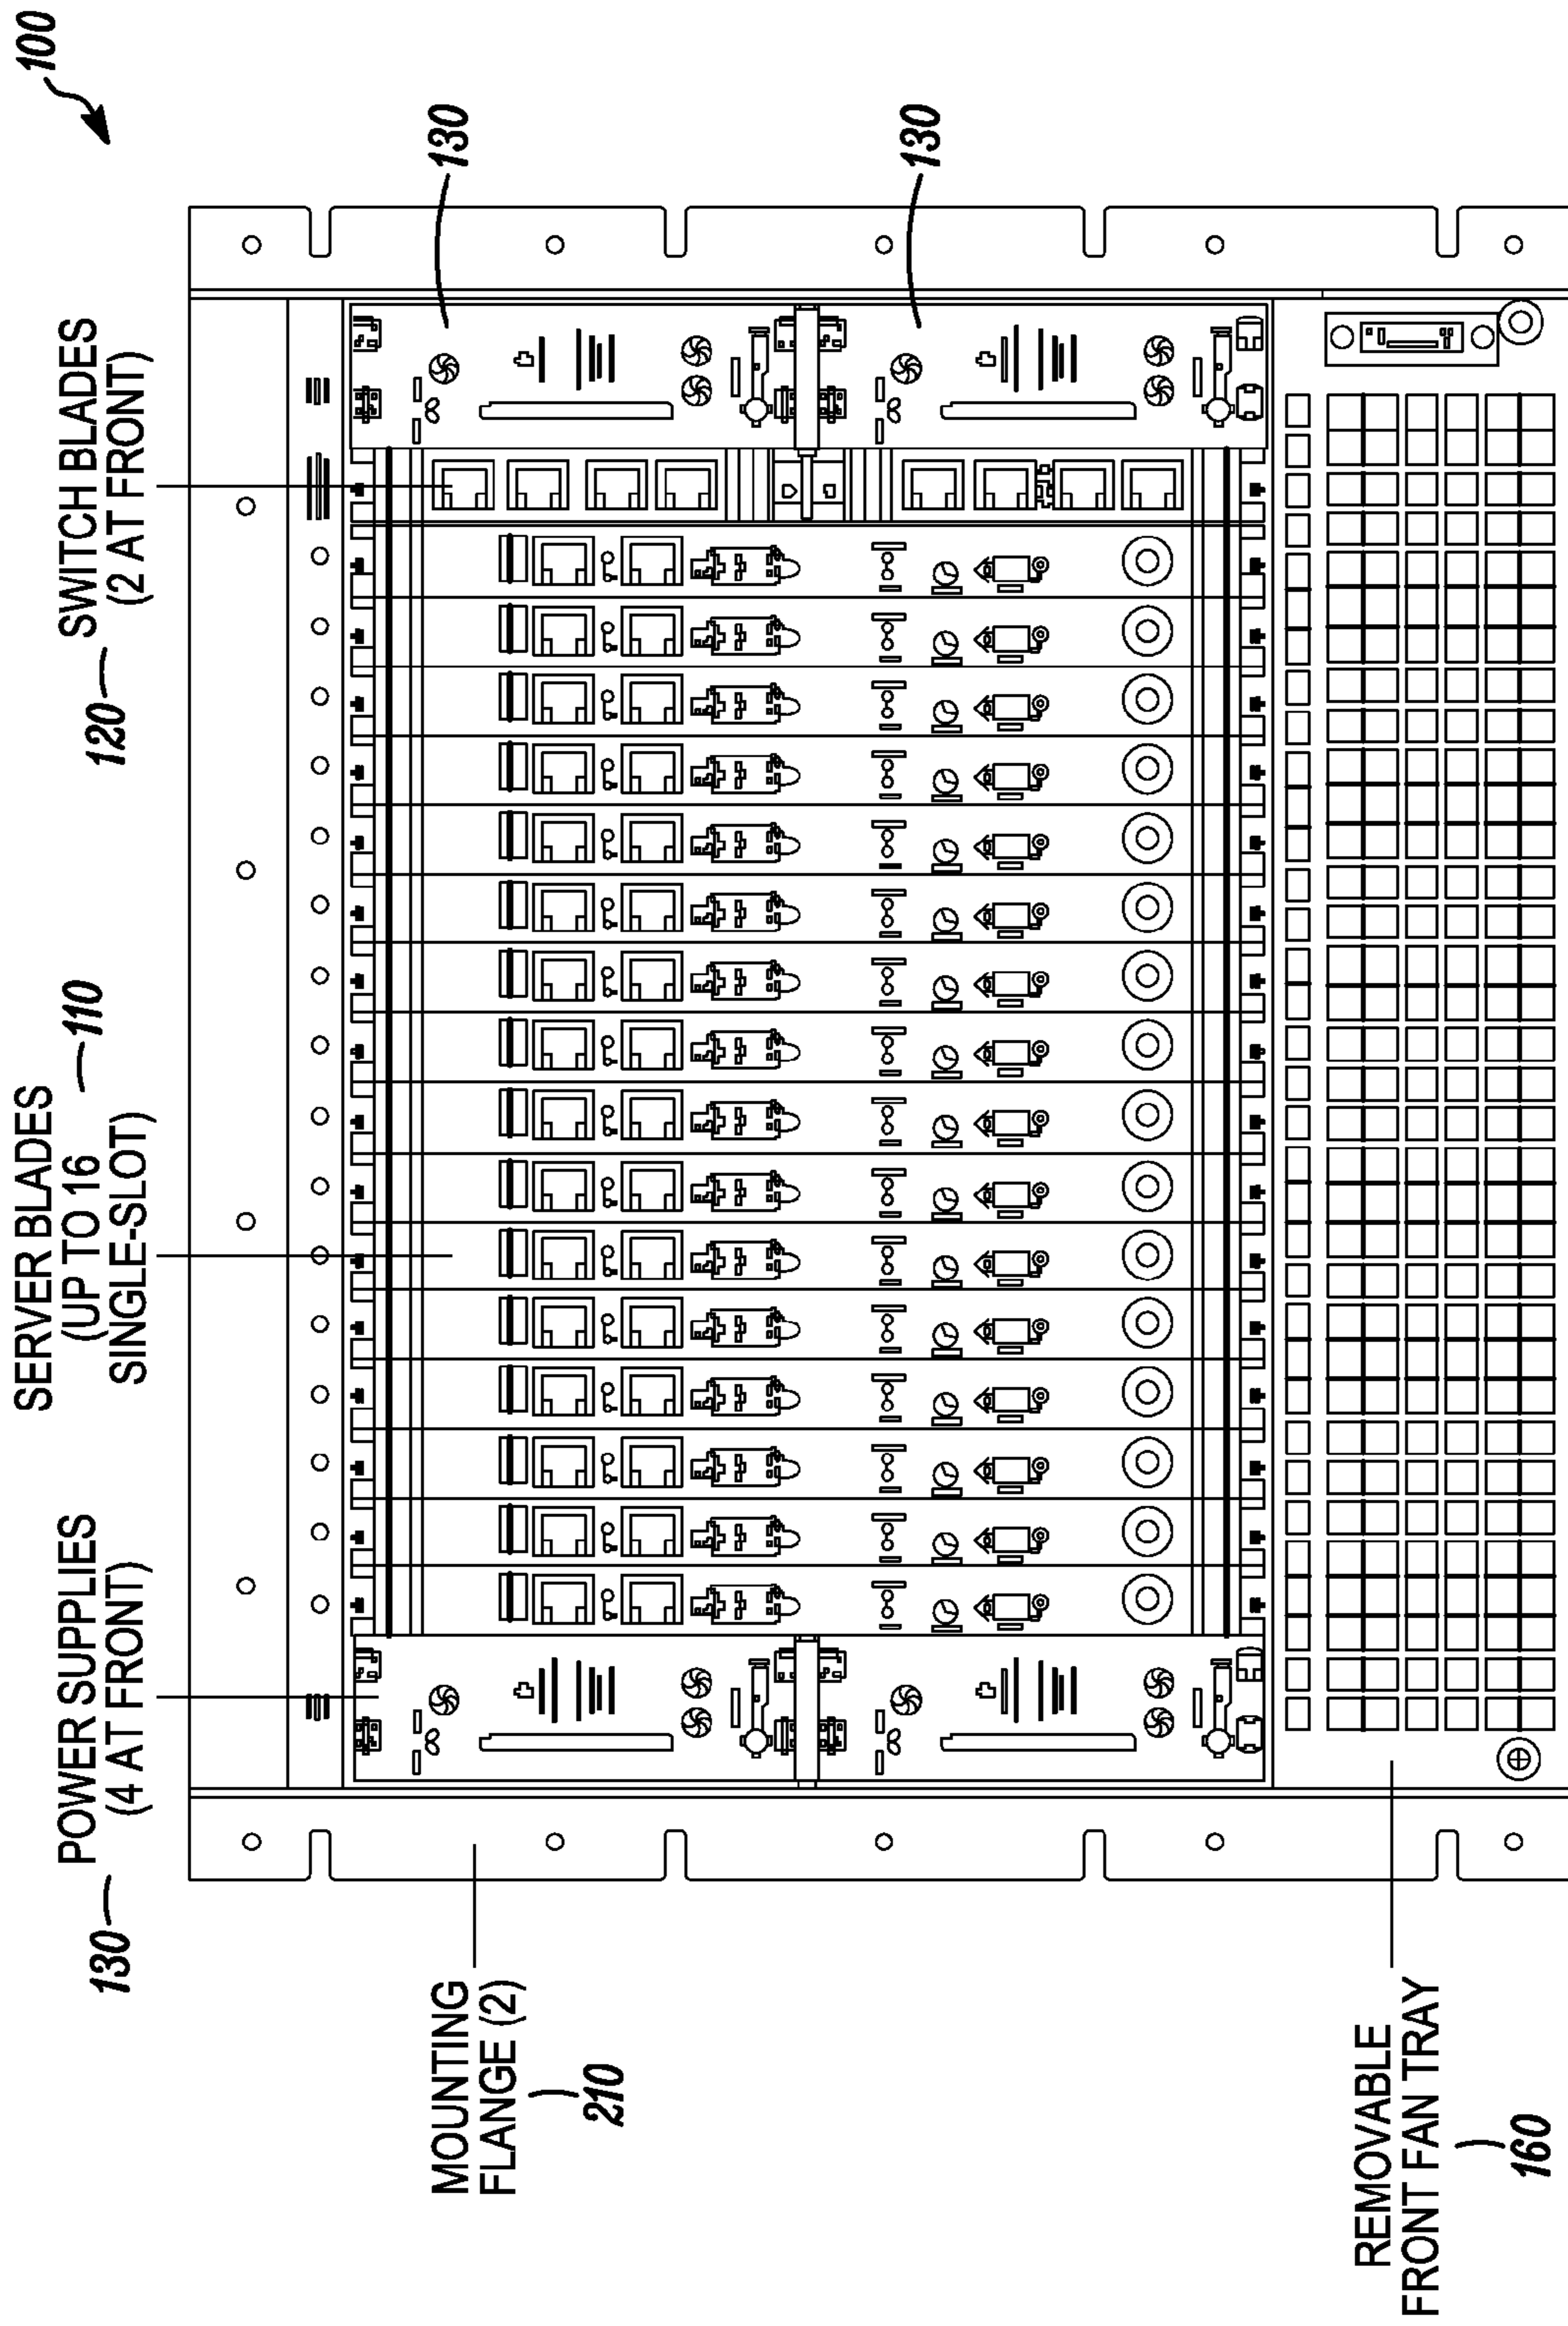 100
130
POWER SUPPLIES
(4 AT FRONT)
SERVER BLADES
(UP TO 16
SINGLE-SLOT)
110
120
SWITCH BLADES
(2 AT FRONT)
130
130
MOUNTING
FLANGE (2)
210
REMOVABLE
FRONT FAN TRAY
160